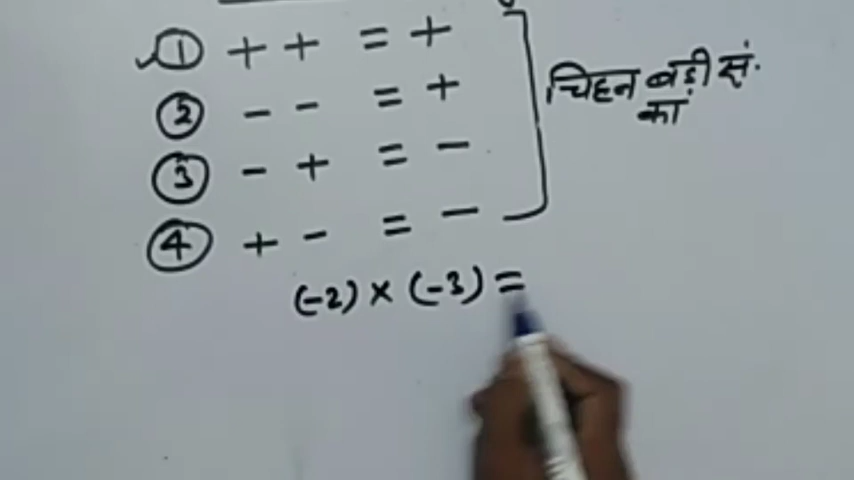 ① + + = +
② - - = +
③ - + = -
④ + - = -
चिहन बड़ी सं.
का
(-2) × (-3) =